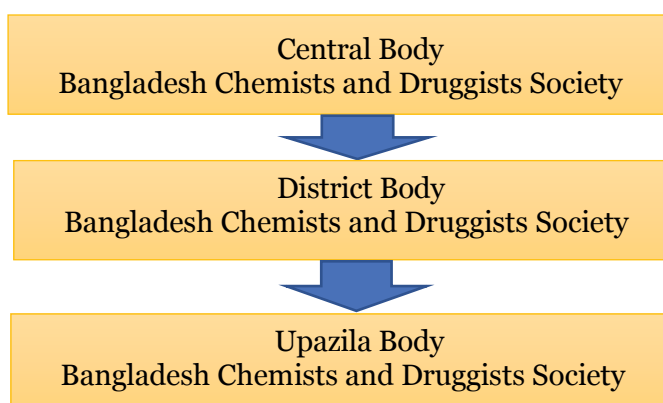 Central Body
Bangladesh Chemists and Druggists Society
District Body
Bangladesh Chemists and Druggists Society
Upazila Body
Bangladesh Chemists and Druggists Society